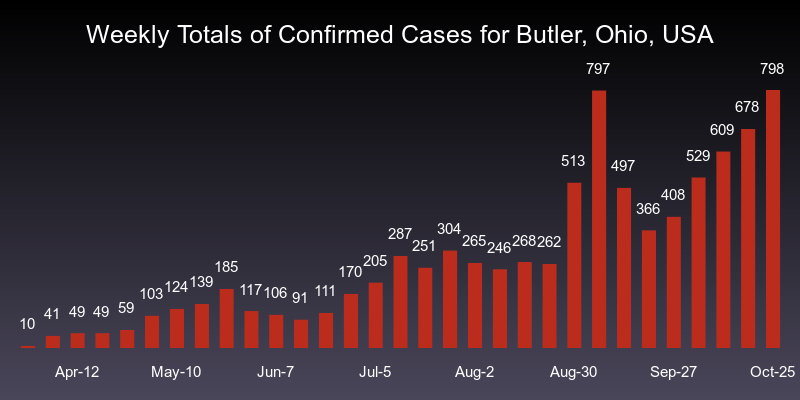 Weekly Totals of Confirmed Cases for Butler, Ohio, USA
10 41 49 49 59 103 124 139 185 117 106 91 111 170 205 287 251 304 265 246 268 262 513 797 497 366 408 529 609 678 798
Apr-12 May-10 Jun-7 Jul-5 Aug-2 Aug-30 Sep-27 Oct-25